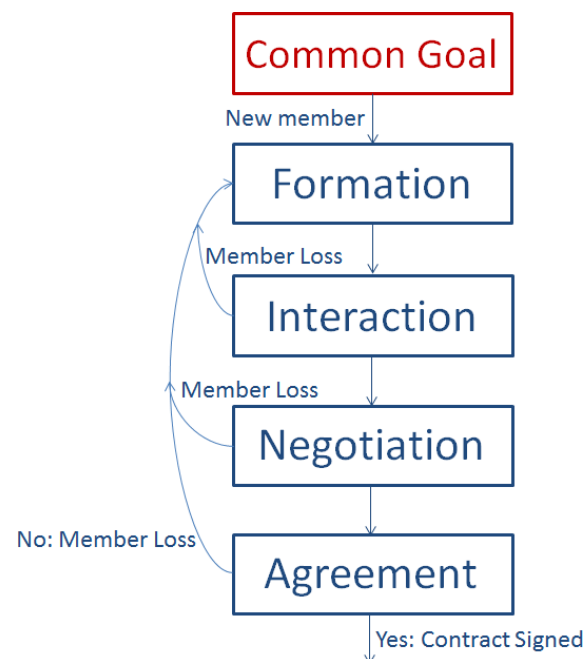 Common Goal
New member
Formation
Member Loss
Interaction
Member Loss
Negotiation
No: Member Loss
Agreement
Yes: Contract Signed